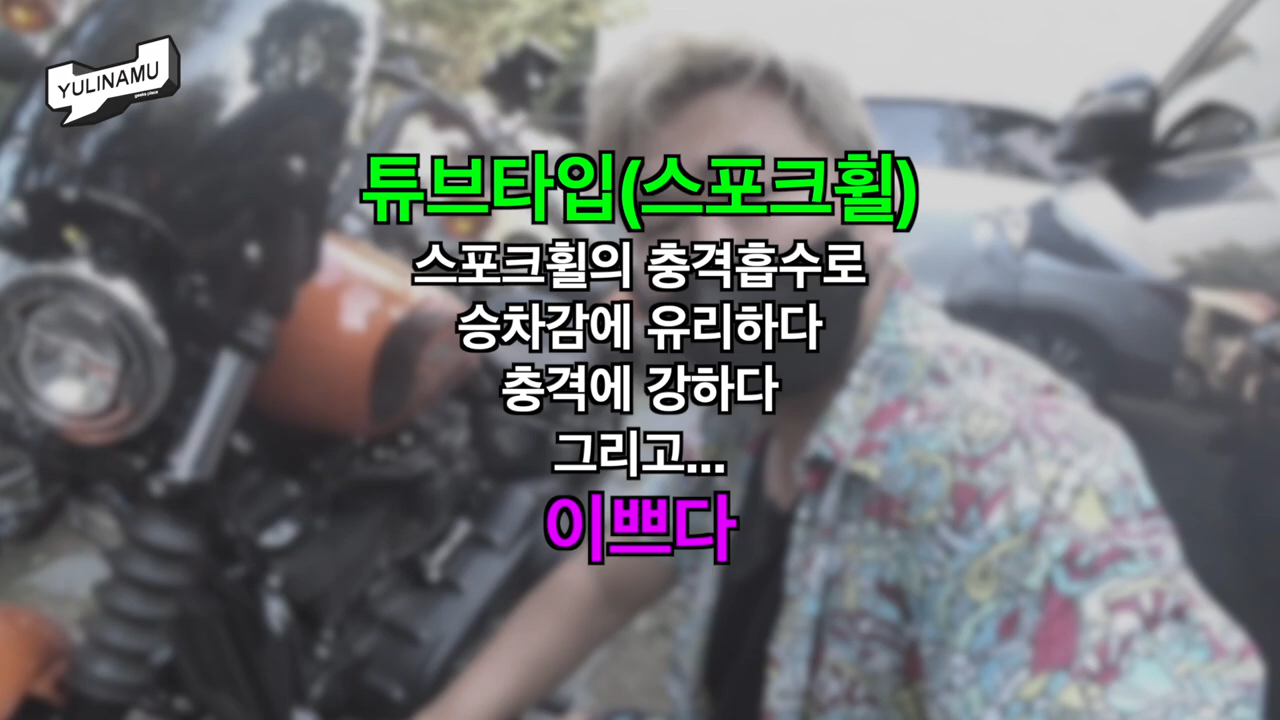 YULINAMU
geeks place
튜브타입(스포크휠)
스포크휠의 충격흡수로
승차감에 유리하다
충격에 강하다
그리고...
이쁘다